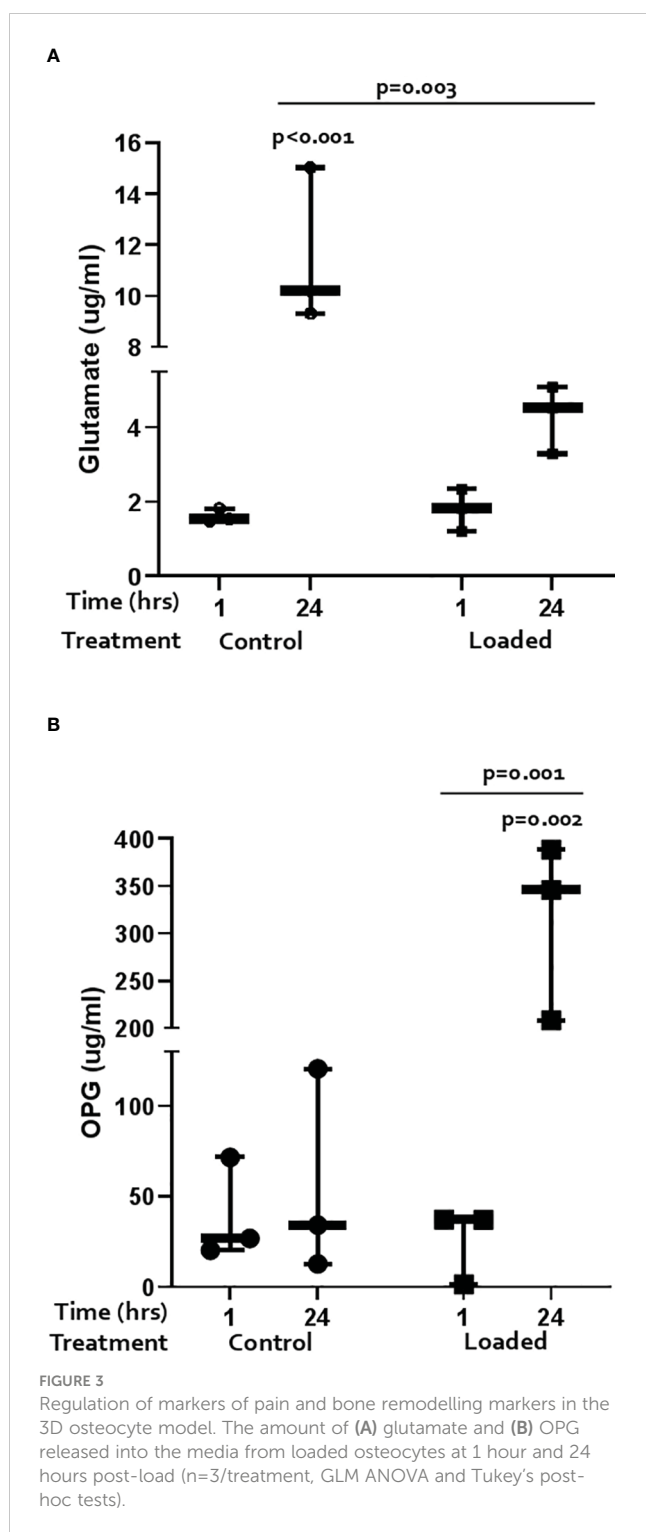 A
p=0.003
p<0.001
16
14
12
10
8
4
2
0
Glutamate (ug/ml)
Time (hrs) 1 24 1 24
Treatment Control Loaded
B
p=0.001
p=0.002
400
350
300
250
200
100
50
0
OPG (ug/ml)
Time (hrs) 1 24 1 24
Treatment Control Loaded
FIGURE 3
Regulation of markers of pain and bone remodelling markers in the
3D osteocyte model. The amount of (A) glutamate and (B) OPG
released into the media from loaded osteocytes at 1 hour and 24
hours post-load (n=3/treatment, GLM ANOVA and Tukey's post-
hoc tests).